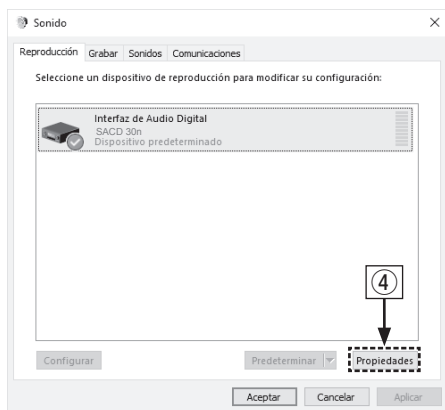 Sonido
Reproducción Grabar Sonidos Comunicaciones
Seleccione un dispositivo de reproducción para modificar su configuración:
Interfaz de Audio Digital
SACD 30n
Dispositivo predeterminado
④
Configurar Predeterminar Propiedades
Aceptar Cancelar Aplicar